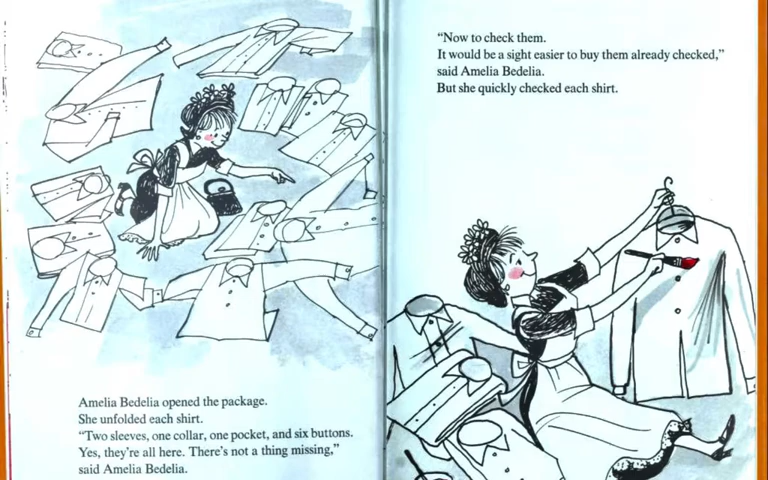 Amelia Bedelia opened the package.
She unfolded each shirt.
“Two sleeves, one collar, one pocket, and six buttons.
Yes, they’re all here. There’s not a thing missing,”
said Amelia Bedelia.
“Now to check them.
It would be a sight easier to buy them already checked,”
said Amelia Bedelia.
But she quickly checked each shirt.